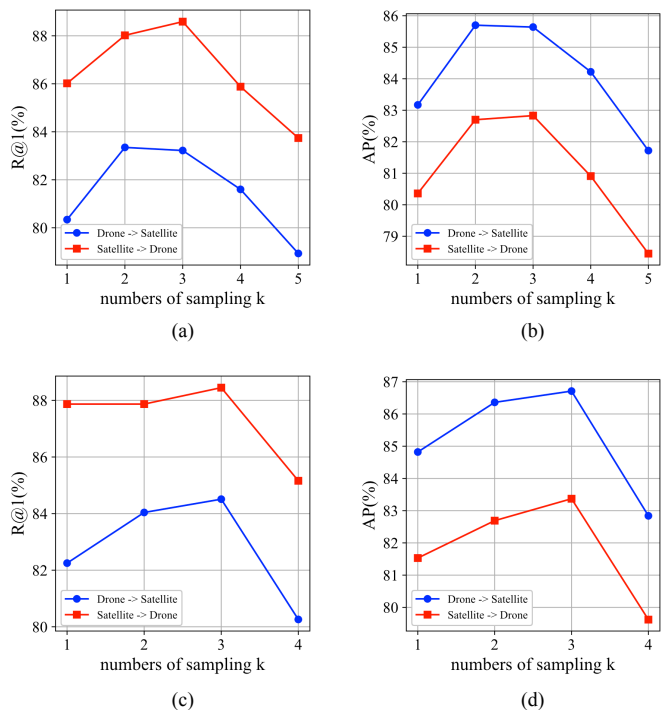 88
86
84
82
80
R@1(%)
Drone -> Satellite
Satellite -> Drone
1 2 3 4 5
numbers of sampling k
(a)
86
85
84
83
82
81
80
79
AP(%)
Drone -> Satellite
Satellite -> Drone
1 2 3 4 5
numbers of sampling k
(b)
88
86
84
82
80
R@1(%)
Drone -> Satellite
Satellite -> Drone
1 2 3 4
numbers of sampling k
(c)
87
86
85
84
83
82
81
80
AP(%)
Drone -> Satellite
Satellite -> Drone
1 2 3 4
numbers of sampling k
(d)